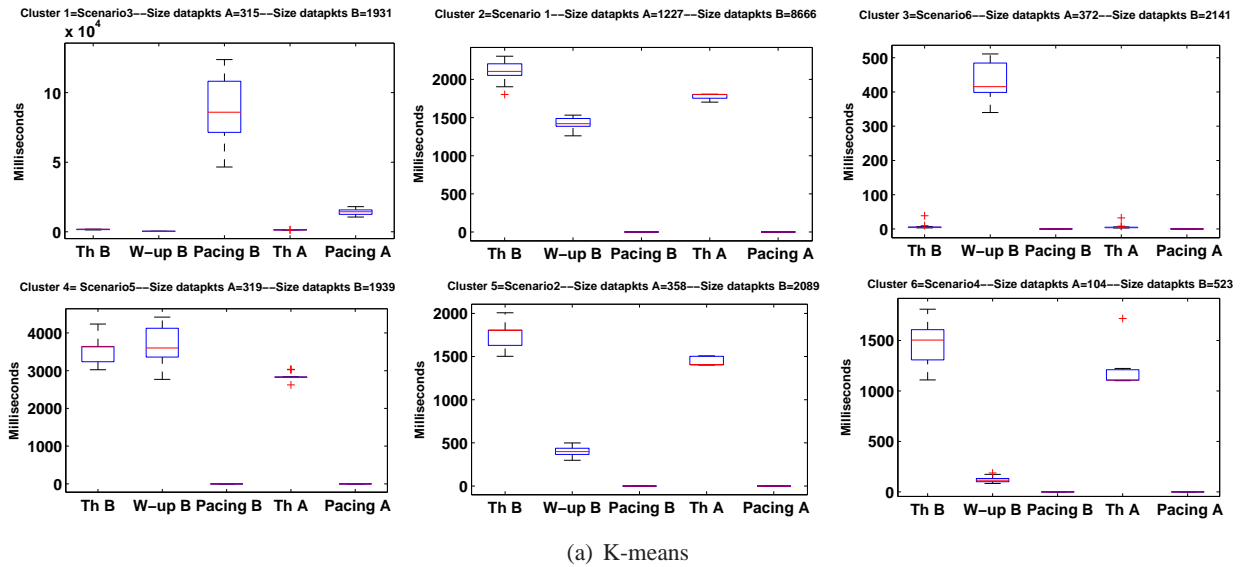 Cluster 1=Scenario3−−Size datapkts A=315−−Size datapkts B=1931
x 10^4
Milliseconds
10
5
0
Th B W−up B Pacing B Th A Pacing A
Cluster 2=Scenario 1−−Size datapkts A=1227−−Size datapkts B=8666
Milliseconds
2000
1500
1000
500
0
Th B W−up B Pacing B Th A Pacing A
Cluster 3=Scenario6−−Size datapkts A=372−−Size datapkts B=2141
Milliseconds
500
400
300
200
100
0
Th B W−up B Pacing B Th A Pacing A
Cluster 4= Scenario5−−Size datapkts A=319−−Size datapkts B=1939
Milliseconds
4000
3000
2000
1000
0
Th B W−up B Pacing B Th A Pacing A
Cluster 5=Scenario2−−Size datapkts A=358−−Size datapkts B=2089
Milliseconds
2000
1500
1000
500
0
Th B W−up B Pacing B Th A Pacing A
Cluster 6=Scenario4−−Size datapkts A=104−−Size datapkts B=523
Milliseconds
1500
1000
500
0
Th B W−up B Pacing B Th A Pacing A
(a) K-means